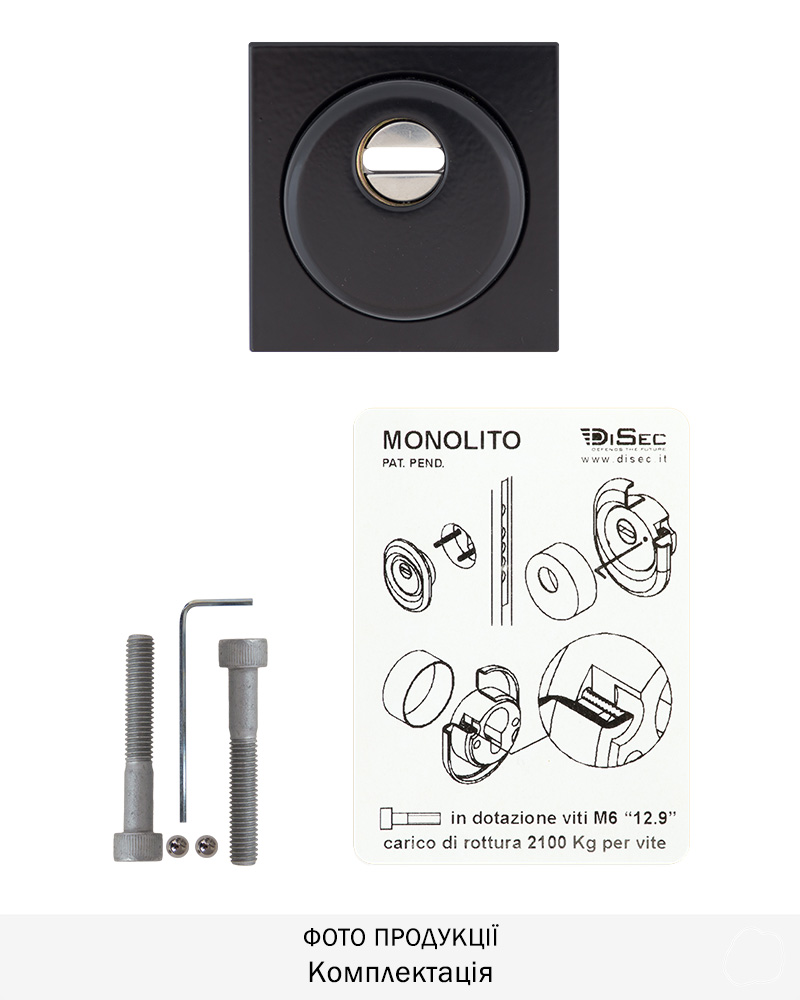 MONOLITO
PAT. PEND.
DiSec
DEFENDS THE FUTURE
www.disec.it
in dotazione viti M6 “12.9”
carico di rottura 2100 Kg per vite
ФОТО ПРОДУКЦІЇ
Комплектація